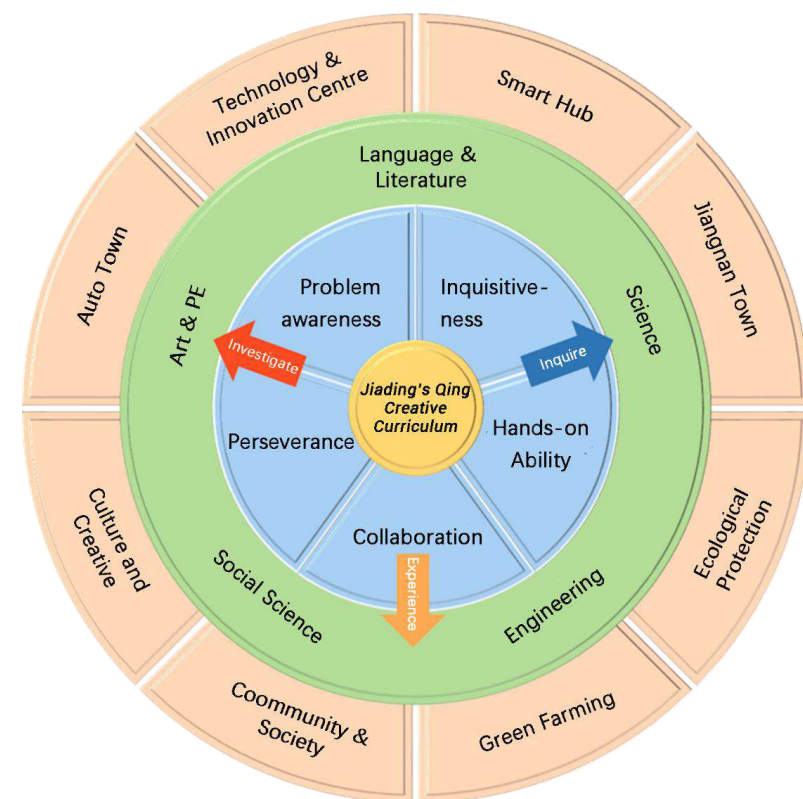 Technology &
Innovation Centre
Smart Hub
Jiangnan Town
Ecological
Protection
Green Farming
Coommunity &
Society
Culture and
Creative
Auto Town
Language &
Literature
Science
Engineering
Social Science
Art & PE
Problem
awareness
Inquisitive-
ness
Hands-on
Ability
Collaboration
Perseverance
Investigate
Inquire
Experience
Jiading's Qing
Creative
Curriculum